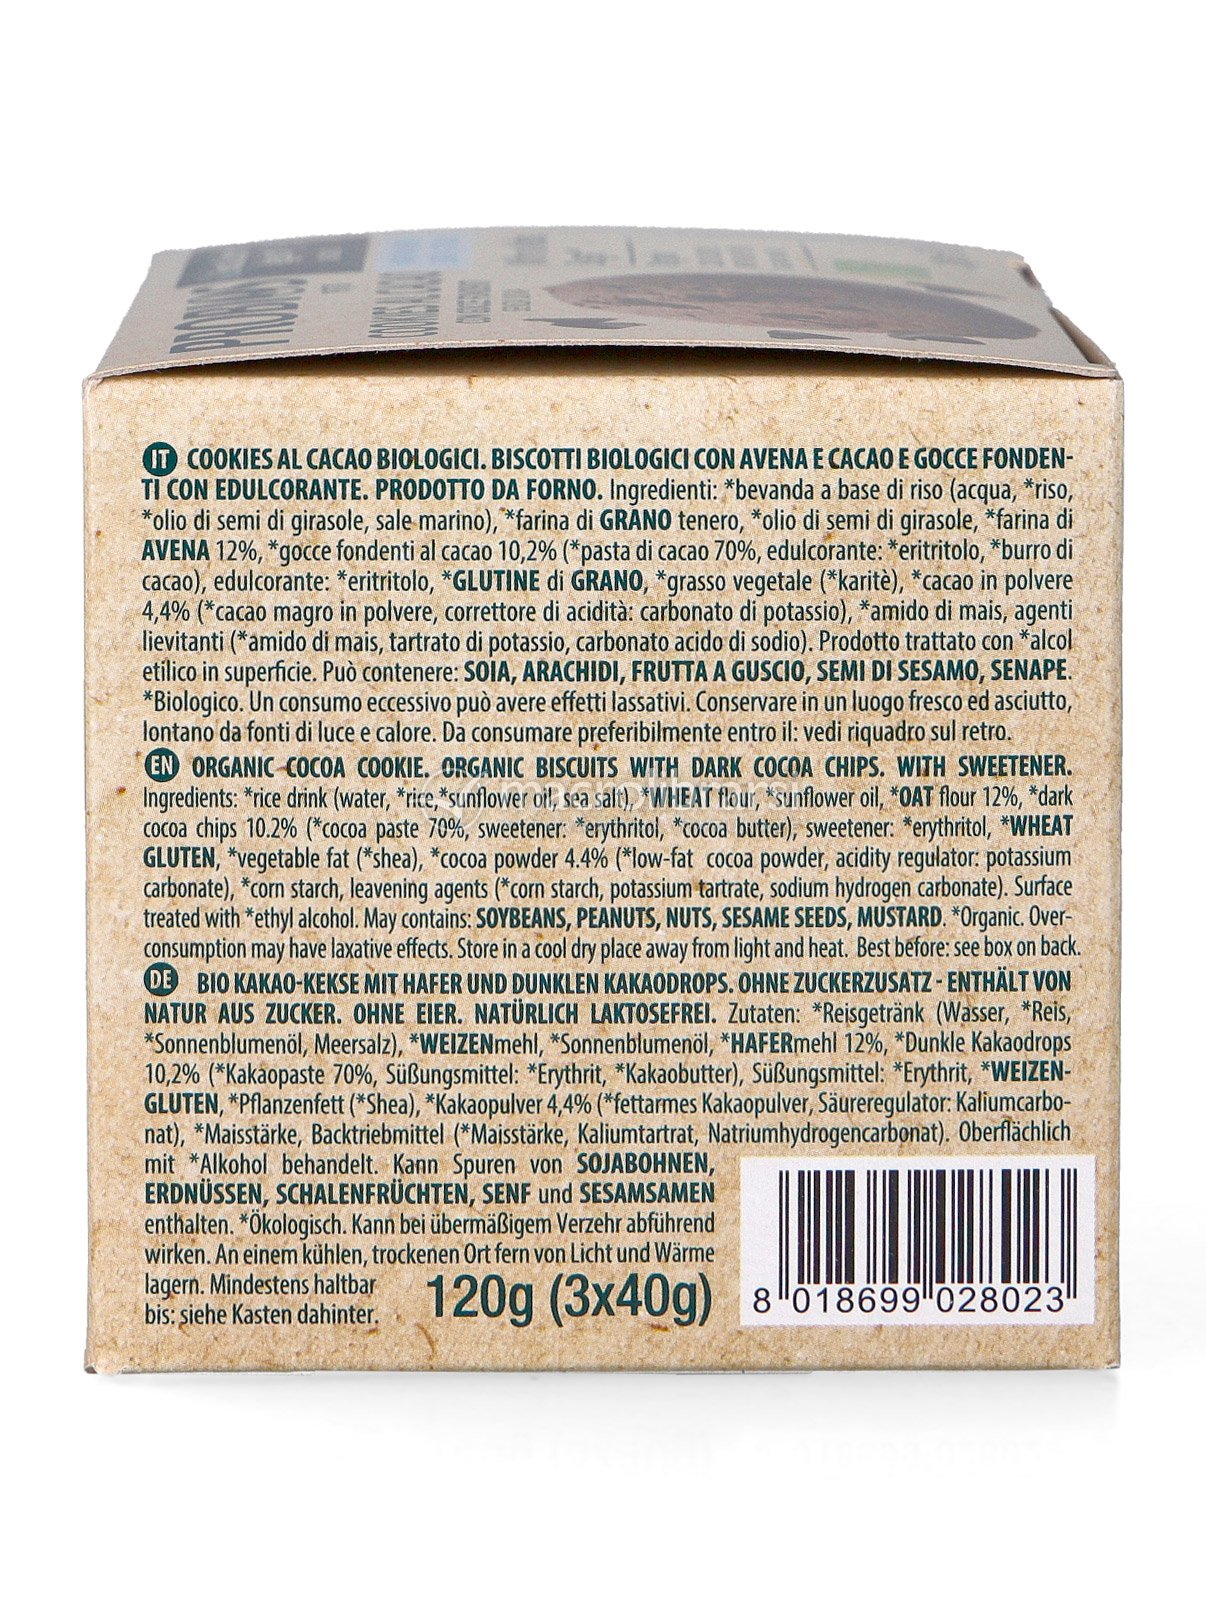 PROBIOS
COOKIES AL CACAO
IT COOKIES AL CACAO BIOLOGICI. BISCOTTI BIOLOGICI CON AVENA E CACAO E GOCCE FONDEN-
TI CON EDULCORANTE. PRODOTTO DA FORNO. Ingredienti: *bevanda a base di riso (acqua, *riso,
*olio di semi di girasole, sale marino), *farina di GRANO tenero, *olio di semi di girasole, *farina di
AVENA 12%, *gocce fondenti al cacao 10,2% (*pasta di cacao 70%, edulcorante: *eritritolo, *burro di
cacao), edulcorante: *eritritolo, *GLUTINE di GRANO, *grasso vegetale (*karitè), *cacao in polvere
4,4% (*cacao magro in polvere, correttore di acidità: carbonato di potassio), *amido di mais, agenti
lievitanti (*amido di mais, tartrato di potassio, carbonato acido di sodio). Prodotto trattato con *alcol
etilico in superficie. Può contenere: SOIA, ARACHIDI, FRUTTA A GUSCIO, SEMI DI SESAMO, SENAPE.
*Biologico. Un consumo eccessivo può avere effetti lassativi. Conservare in un luogo fresco ed asciutto,
lontano da fonti di luce e calore. Da consumare preferibilmente entro il: vedi riquadro sul retro.
EN ORGANIC COCOA COOKIE. ORGANIC BISCUITS WITH DARK COCOA CHIPS. WITH SWEETENER.
Ingredients: *rice drink (water, *rice, *sunflower oil, sea salt), *WHEAT flour, *sunflower oil, *OAT flour 12%, *dark
cocoa chips 10.2% (*cocoa paste 70%, sweetener: *erythritol, *cocoa butter), sweetener: *erythritol, *WHEAT
GLUTEN, *vegetable fat (*shea), *cocoa powder 4.4% (*low-fat cocoa powder, acidity regulator: potassium
carbonate), *corn starch, leavening agents (*corn starch, potassium tartrate, sodium hydrogen carbonate). Surface
treated with *ethyl alcohol. May contains: SOYBEANS, PEANUTS, NUTS, SESAME SEEDS, MUSTARD. *Organic. Over-
consumption may have laxative effects. Store in a cool dry place away from light and heat. Best before: see box on back.
DE BIO KAKAO-KEKSE MIT HAFER UND DUNKLEN KAKAODROPS. OHNE ZUCKERZUSATZ - ENTHÄLT VON
NATUR AUS ZUCKER. OHNE EIER. NATÜRLICH LAKTOSEFREI. Zutaten: *Reisgetränk (Wasser, *Reis,
*Sonnenblumenöl, Meersalz), *WEIZENmehl, *Sonnenblumenöl, *HAFERmehl 12%, *Dunkle Kakaodrops
10,2% (*Kakaopaste 70%, Süßungsmittel: *Erythrit, *Kakaobutter), Süßungsmittel: *Erythrit, *WEIZEN-
GLUTEN, *Pflanzenfett (*Shea), *Kakaopulver 4,4% (*fettarmes Kakaopulver, Säureregulator: Kaliumcarbo-
nat), *Maisstärke, Backtriebmittel (*Maisstärke, Kaliumtartrat, Natriumhydrogencarbonat). Oberflächlich
mit *Alkohol behandelt. Kann Spuren von SOJABOHNEN,
ERDNÜSSEN, SCHALENFRÜCHTEN, SENF und SESAMSAMEN
enthalten. *Ökologisch. Kann bei übermäßigem Verzehr abführend
wirken. An einem kühlen, trockenen Ort fern von Licht und Wärme
lagern. Mindestens haltbar
bis: siehe Kasten dahinter.
120g (3x40g)
8 018699 028023
macrolibrarsi